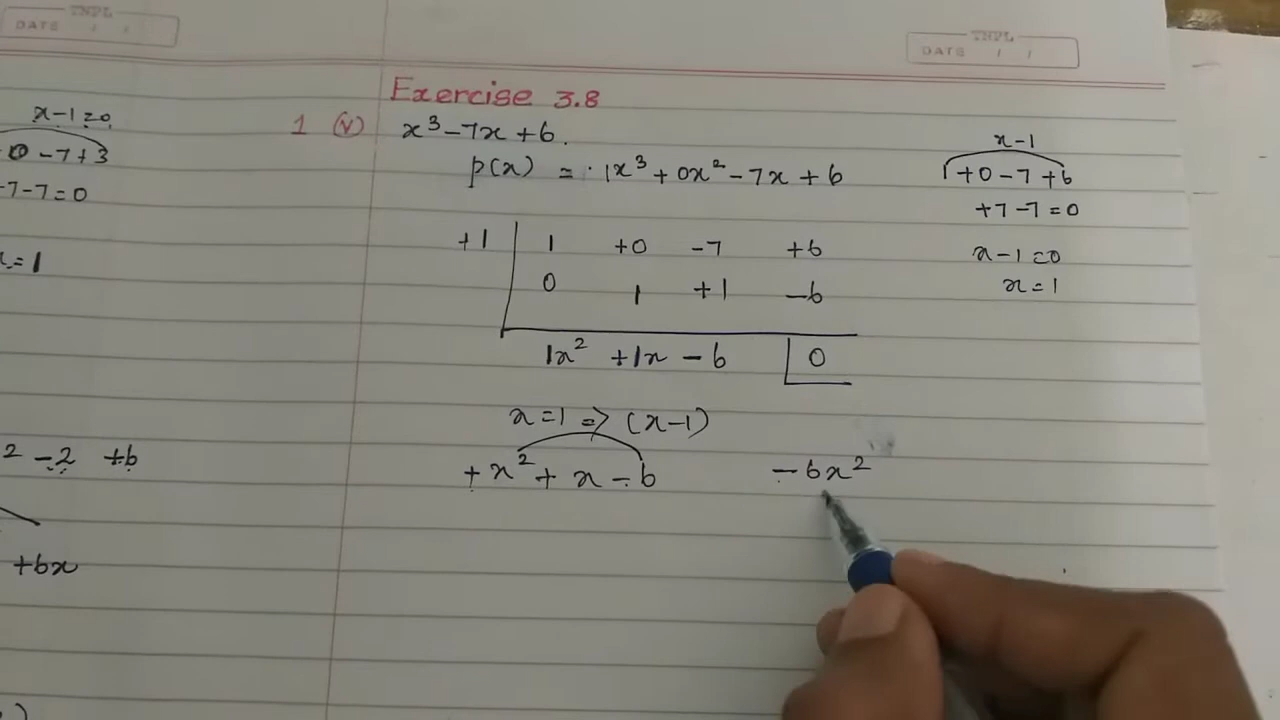 TNPL
DATE / /
TNPL
DATE / /
Exercise 3.8
1 (v) x³ - 7x + 6.
p(x) = 1x³ + 0x² - 7x + 6
+1 | 1 +0 -7 +6
0 1 +1 -6
1x² +1x - 6 | 0
x = 1 => (x-1)
+ x² + x - 6 - 6x²
x-1
1 +0 -7 +6
+7 -7 = 0
x - 1 = 0
x = 1
x - 1 = 0
0 - 7 + 3
-7 - 7 = 0
x = 1
2 - 2 + 6
+6x